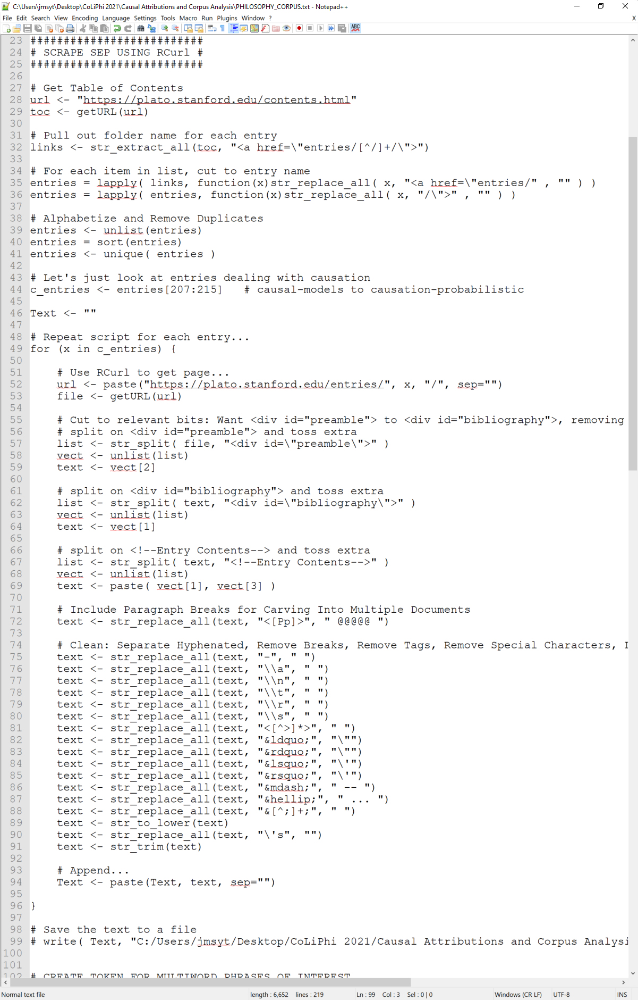 C:\Users\jmsyt\Desktop\CoLiPhi 2021\Causal Attributions and Corpus Analysis\PHILOSOPHY_CORPUS.txt - Notepad++
File Edit Search View Encoding Language Settings Tools Macro Run Plugins Window ? X
ABC
23 ##########################
24 # SCRAPE SEP USING RCurl #
25 ##########################
26
27 # Get Table of Contents
28 url <- "https://plato.stanford.edu/contents.html"
29 toc <- getURL(url)
30
31 # Pull out folder name for each entry
32 links <- str_extract_all(toc, "<a href=\"entries/[^/]+/\">")
33
34 # For each item in list, cut to entry name
35 entries = lapply( links, function(x)str_replace_all( x, "<a href=\"entries/" , "" ) )
36 entries = lapply( entries, function(x)str_replace_all( x, "/\">" , "" ) )
37
38 # Alphabetize and Remove Duplicates
39 entries <- unlist(entries)
40 entries = sort(entries)
41 entries <- unique( entries )
42
43 # Let's just look at entries dealing with causation
44 c_entries <- entries[207:215]   # causal-models to causation-probabilistic
45
46 Text <- ""
47
48 # Repeat script for each entry...
49 for (x in c_entries) {
50
51     # Use RCurl to get page...
52     url <- paste("https://plato.stanford.edu/entries/", x, "/", sep="")
53     file <- getURL(url)
54
55     # Cut to relevant bits: Want <div id="preamble"> to <div id="bibliography">, removing
56     # split on <div id="preamble"> and toss extra
57     list <- str_split( file, "<div id=\"preamble\">" )
58     vect <- unlist(list)
59     text <- vect[2]
60
61     # split on <div id="bibliography"> and toss extra
62     list <- str_split( text, "<div id=\"bibliography\">" )
63     vect <- unlist(list)
64     text <- vect[1]
65
66     # split on <!--Entry Contents--> and toss extra
67     list <- str_split( text, "<!--Entry Contents-->" )
68     vect <- unlist(list)
69     text <- paste( vect[1], vect[3] )
70
71     # Include Paragraph Breaks for Carving Into Multiple Documents
72     text <- str_replace_all(text, "<[Pp]>", " @@@@@ ")
73
74     # Clean: Separate Hyphenated, Remove Breaks, Remove Tags, Remove Special Characters, I
75     text <- str_replace_all(text, "-", " ")
76     text <- str_replace_all(text, "\\a", " ")
77     text <- str_replace_all(text, "\\n", " ")
78     text <- str_replace_all(text, "\\t", " ")
79     text <- str_replace_all(text, "\\r", " ")
80     text <- str_replace_all(text, "\\s", " ")
81     text <- str_replace_all(text, "<[^>]*>", " ")
82     text <- str_replace_all(text, "&ldquo;", "\"")
83     text <- str_replace_all(text, "&rdquo;", "\"")
84     text <- str_replace_all(text, "&lsquo;", "\'")
85     text <- str_replace_all(text, "&rsquo;", "\'")
86     text <- str_replace_all(text, "&mdash;", " -- ")
87     text <- str_replace_all(text, "&hellip;", " ... ")
88     text <- str_replace_all(text, "&[^;]+;", " ")
89     text <- str_to_lower(text)
90     text <- str_replace_all(text, "\'s", "")
91     text <- str_trim(text)
92
93     # Append...
94     Text <- paste(Text, text, sep="")
95
96 }
97
98 # Save the text to a file
99 # write( Text, "C:/Users/jmsyt/Desktop/CoLiPhi 2021/Causal Attributions and Corpus Analysi
100
101
102 # CREATE TOKEN FOR MULTIWORD PHRASES OF INTEREST
Normal text file length : 6,652 lines : 219 Ln : 99 Col : 3 Sel : 0 | 0 Windows (CR LF) UTF-8 INS